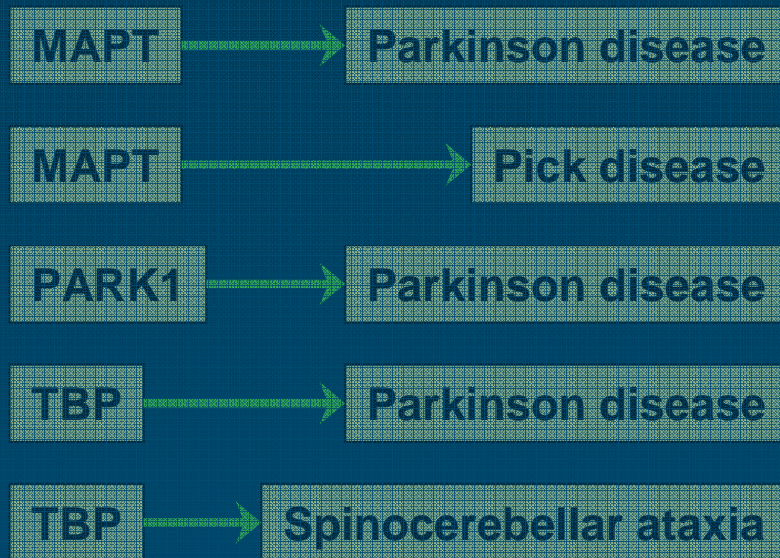 MAPT Parkinson disease
MAPT Pick disease
PARK1 Parkinson disease
TBP Parkinson disease
TBP Spinocerebellar ataxia